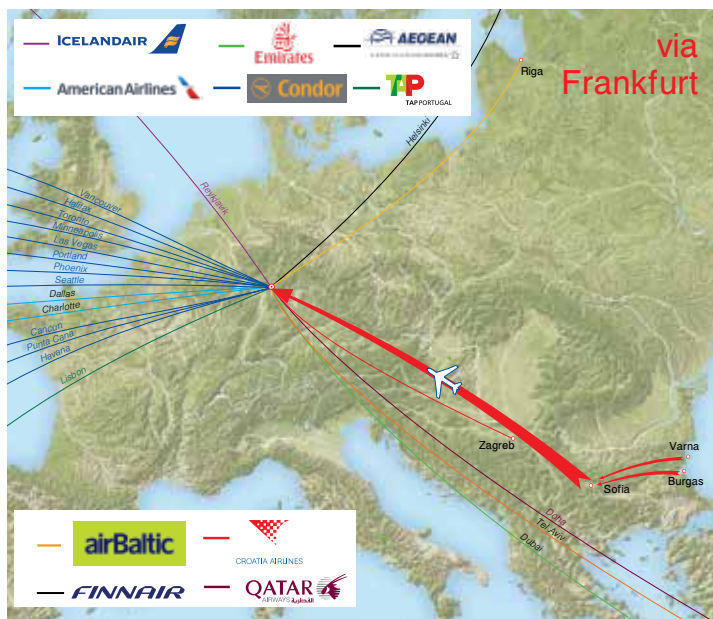 ICELANDAIR
Emirates
AEGEAN
American Airlines
Condor
TAP
TAP PORTUGAL
via
Frankfurt
Riga
Helsinki
Reykjavik
Vancouver
Halifax
Toronto
Minneapolis
Las Vegas
Portland
Phoenix
Seattle
Dallas
Charlotte
Cancun
Punta Cana
Havana
Lisbon
Zagreb
Varna
Burgas
Sofia
Doha
Tel Aviv
Dubai
airBaltic
CROATIA AIRLINES
FINNAIR
QATAR
AIRWAYS القطرية